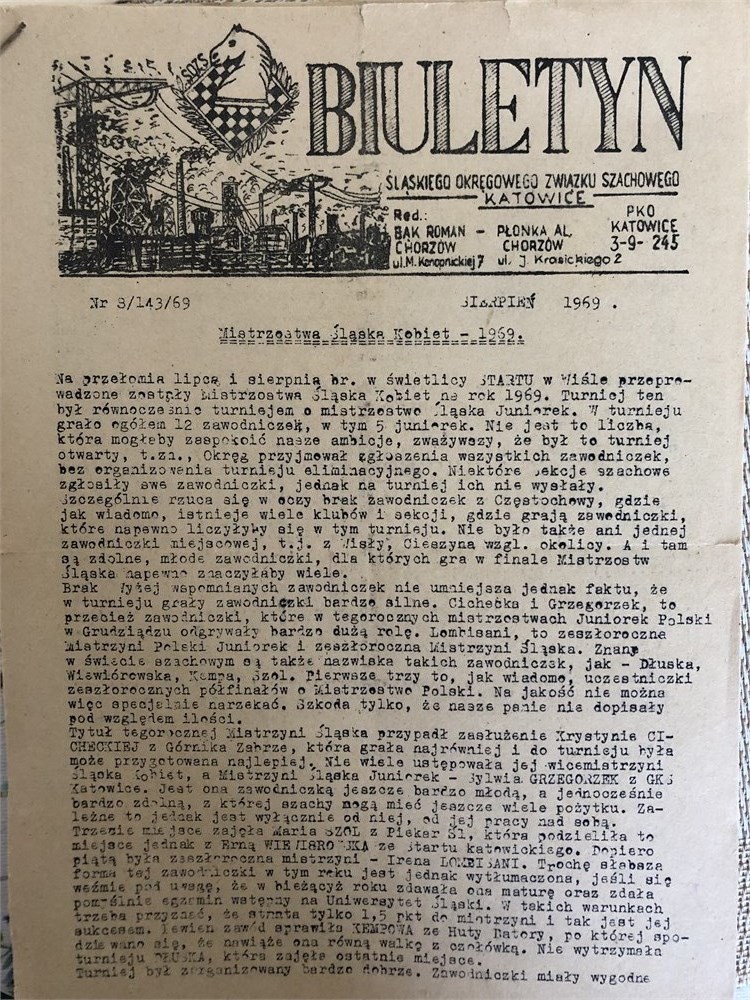 ŚOZS
BIULETYN
ŚLĄSKIEGO OKRĘGOWEGO ZWIĄZKU SZACHOWEGO
KATOWICE
Red.:
BĄK ROMAN - PŁONKA AL.
CHORZÓW CHORZÓW
ul. M. Konopnickiej 7 ul. J. Krasickiego 2
PKO
KATOWICE
3-9-245
Nr 8/143/69 SIERPIEŃ 1969 .
Mistrzostwa Śląska Kobiet - 1969.
Na przełomia lipca i sierpnia br. w świetlicy STARTU w Wiśle przepro-
wadzone zostały Mistrzostwa Śląska Kobiet na rok 1969. Turniej ten
był równocześnie turniejem o mistrzostwo Śląska Juniorek. W turnieju
grało ogółem 12 zawodniczek, w tym 5 juniorek. Nie jest to liczba,
która mogłaby zaspokoić nasze ambicje, zważywszy, że był to turniej
otwarty, t.zn., Okręg przyjmował zgłoszenia wszystkich zawodniczek,
bez organizowania turnieju eliminacyjnego. Niektóre sekcje szachowe
zgłosiły swe zawodniczki, jednak na turniej ich nie wysłały.
Szczególnie rzuca się w oczy brak zawodniczek z Częstochowy, gdzie
jak wiadomo, istnieje wiele klubów i sekcji, gdzie grają zawodniczki,
które napewno liczyłyby się w tym turnieju. Nie było także ani jednej
zawodniczki miejscowej, t.j. z Wisły, Cieszyna wzgl. okolicy. A i tam
są zdolne, młode zawodniczki, dla których gra w finale Mistrzostw
Śląska napewno znaczyłaby wiele.
Brak wyżej wspomnianych zawodniczek nie umniejsza jednak faktu, że
w turnieju grały zawodniczki bardzo silne. Cichecka i Grzegorzek, to
przecież zawodniczki, które w tegorocznych mistrzostwach Juniorek Polski
w Grudziądzu odgrywały bardzo dużą rolę. Lombisani, to zeszłoroczna
Mistrzyni Polski Juniorek i zeszłoroczna Mistrzyni Śląska. Znane
w świecie szachowym są także nazwiska takich zawodniczek, jak - Dłuska,
Wiewiórowska, Kempa, Szol. Pierwsze trzy to, jak wiadomo, uczestniczki
zeszłorocznych półfinałów o Mistrzostwo Polski. Na jakość nie można
więc specjalnie narzekać. Szkoda tylko, że nasze panie nie dopisały
pod względem ilości.
Tytuł tegorocznej Mistrzyni Śląska przypadł zasłużenie Krystynie CI-
CHECKIEJ z Górnika Zabrze, która grała najrówniej i do turnieju była
może przygotowana najlepiej. Nie wiele ustępowała jej wicemistrzyni
Śląska Kobiet, a Mistrzyni Śląska Juniorek - Sylwia GRZEGORZEK z GKS
Katowice. Jest ona zawodniczką jeszcze bardzo młodą, a jednocześnie
bardzo zdolną, z której szachy mogą mieć jeszcze wiele pożytku. Za-
leżne to jednak jest wyłącznie od niej, od jej pracy nad sobą.
Trzecie miejsce zajęła Maria SZOL z Piekar Śl, która podzieliła to
miejsce jednak z Erną WIEWIÓROWSKĄ ze Startu katowickiego. Dopiero
piątą była zeszłoroczna mistrzyni - Irena LOMBISANI. Trochę słabsza
forma tej zawodniczki w tym roku jest jednak wytłumaczona, jeśli się
weźmie pod uwagę, że w bieżącyż roku zdawała ona maturę oraz zdała
pomyślnie egzamin wstępny na Uniwersytet Śląski. W takich warunkach
trzeba przyznać, że strata tylko 1,5 pkt do mistrzyni i tak jest jej
sukcesem. Pewien zawód sprawiła KEMPOWA ze Huty Batory, po której spo-
dziewano się, że nawiąże ona równą walkę z czołówką. Nie wytrzymała
turnieju DŁUSKA, która zajęła ostatnie miejsce.
Turniej był zorganizowany bardzo dobrze. Zawodniczki miały wygodne